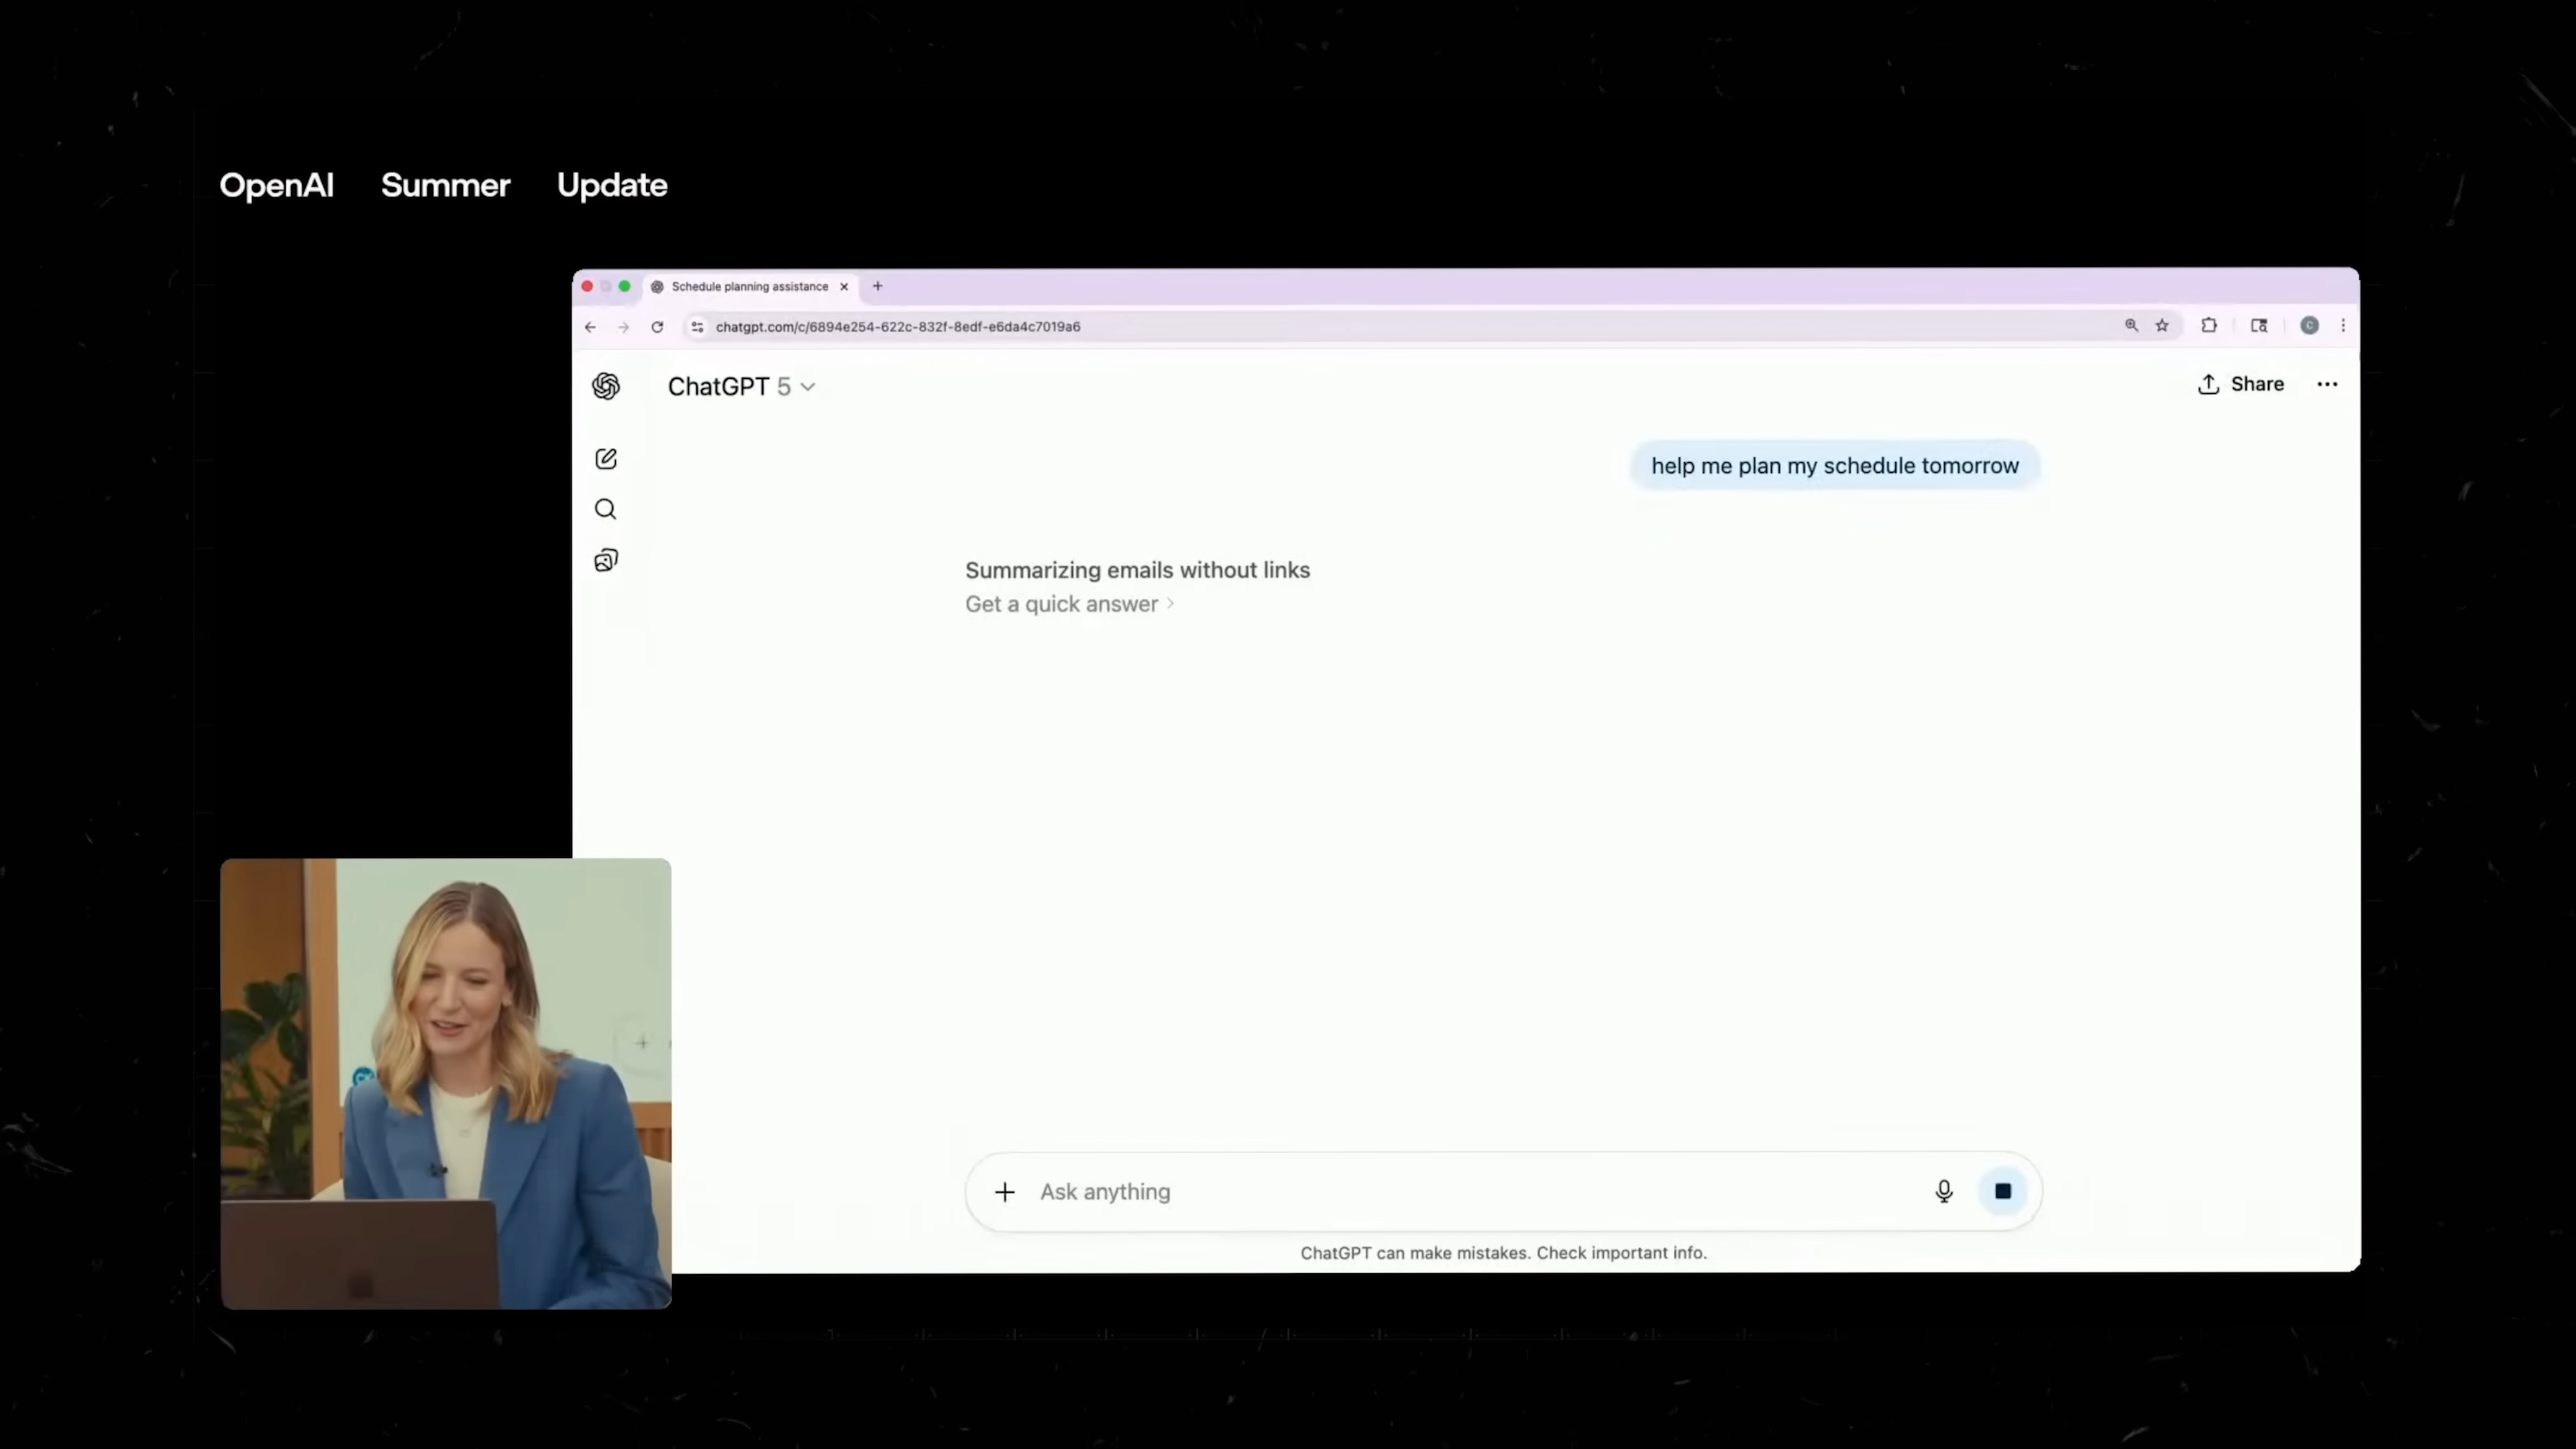 OpenAI Summer Update
Schedule planning assistance
chatgpt.com/c/6894e254-622c-832f-8edf-e6da4c7019a6
C
ChatGPT 5
Share
help me plan my schedule tomorrow
Summarizing emails without links
Get a quick answer
Ask anything
ChatGPT can make mistakes. Check important info.